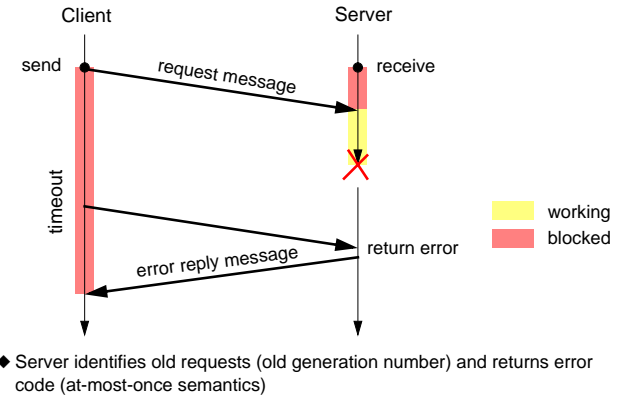 Client
Server
send
receive
request message
timeout
working
blocked
return error
error reply message
◆ Server identifies old requests (old generation number) and returns error
code (at-most-once semantics)